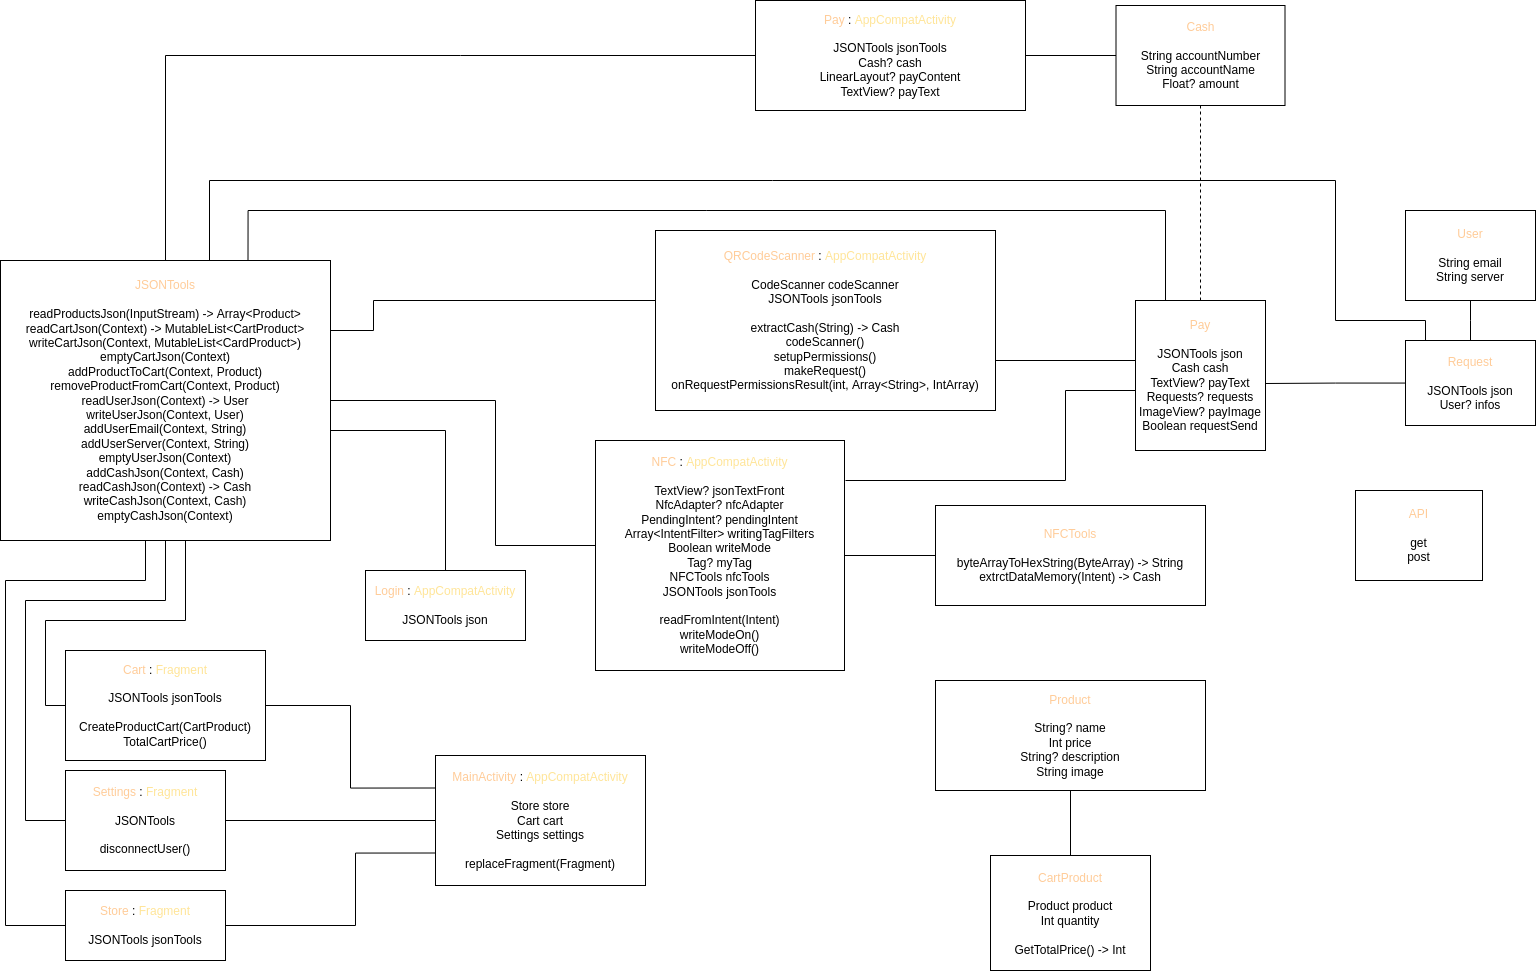 Pay : AppCompatActivity
JSONTools jsonTools
Cash? cash
LinearLayout? payContent
TextView? payText
Cash
String accountNumber
String accountName
Float? amount
JSONTools
readProductsJson(InputStream) -> Array<Product>
readCartJson(Context) -> MutableList<CartProduct>
writeCartJson(Context, MutableList<CardProduct>)
emptyCartJson(Context)
addProductToCart(Context, Product)
removeProductFromCart(Context, Product)
readUserJson(Context) -> User
writeUserJson(Context, User)
addUserEmail(Context, String)
addUserServer(Context, String)
emptyUserJson(Context)
addCashJson(Context, Cash)
readCashJson(Context) -> Cash
writeCashJson(Context, Cash)
emptyCashJson(Context)
QRCodeScanner : AppCompatActivity
CodeScanner codeScanner
JSONTools jsonTools
extractCash(String) -> Cash
codeScanner()
setupPermissions()
makeRequest()
onRequestPermissionsResult(int, Array<String>, IntArray)
User
String email
String server
Pay
JSONTools json
Cash cash
TextView? payText
Requests? requests
ImageView? payImage
Boolean requestSend
Request
JSONTools json
User? infos
NFC : AppCompatActivity
TextView? jsonTextFront
NfcAdapter? nfcAdapter
PendingIntent? pendingIntent
Array<IntentFilter> writingTagFilters
Boolean writeMode
Tag? myTag
NFCTools nfcTools
JSONTools jsonTools
readFromIntent(Intent)
writeModeOn()
writeModeOff()
NFCTools
byteArrayToHexString(ByteArray) -> String
extrctDataMemory(Intent) -> Cash
API
get
post
Login : AppCompatActivity
JSONTools json
Cart : Fragment
JSONTools jsonTools
CreateProductCart(CartProduct)
TotalCartPrice()
Settings : Fragment
JSONTools
disconnectUser()
Store : Fragment
JSONTools jsonTools
MainActivity : AppCompatActivity
Store store
Cart cart
Settings settings
replaceFragment(Fragment)
Product
String? name
Int price
String? description
String image
CartProduct
Product product
Int quantity
GetTotalPrice() -> Int